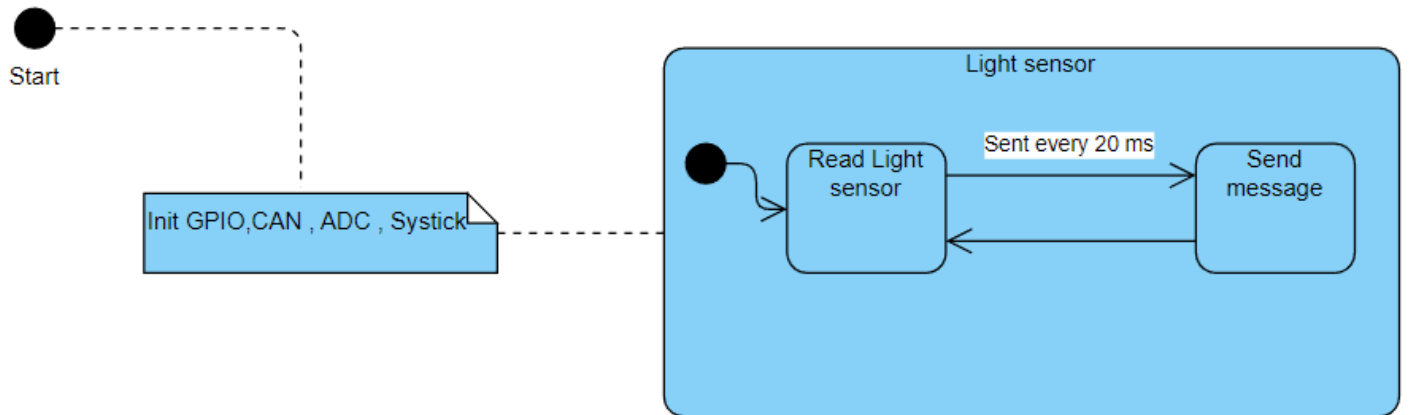 Start
Init GPIO,CAN , ADC , Systick
Light sensor
Read Light
sensor
Sent every 20 ms
Send
message